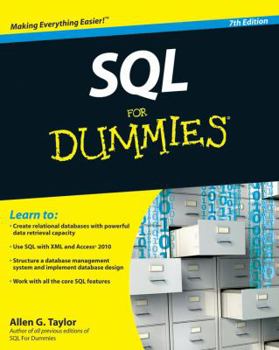 Making Everything Easier!™
7th Edition
SQL
FOR
DUMMIES®
Learn to:
• Create relational databases with powerful
data retrieval capacity
• Use SQL with XML and Access® 2010
• Structure a database management
system and implement database design
• Work with all the core SQL features
Allen G. Taylor
Author of all previous editions of
SQL For Dummies